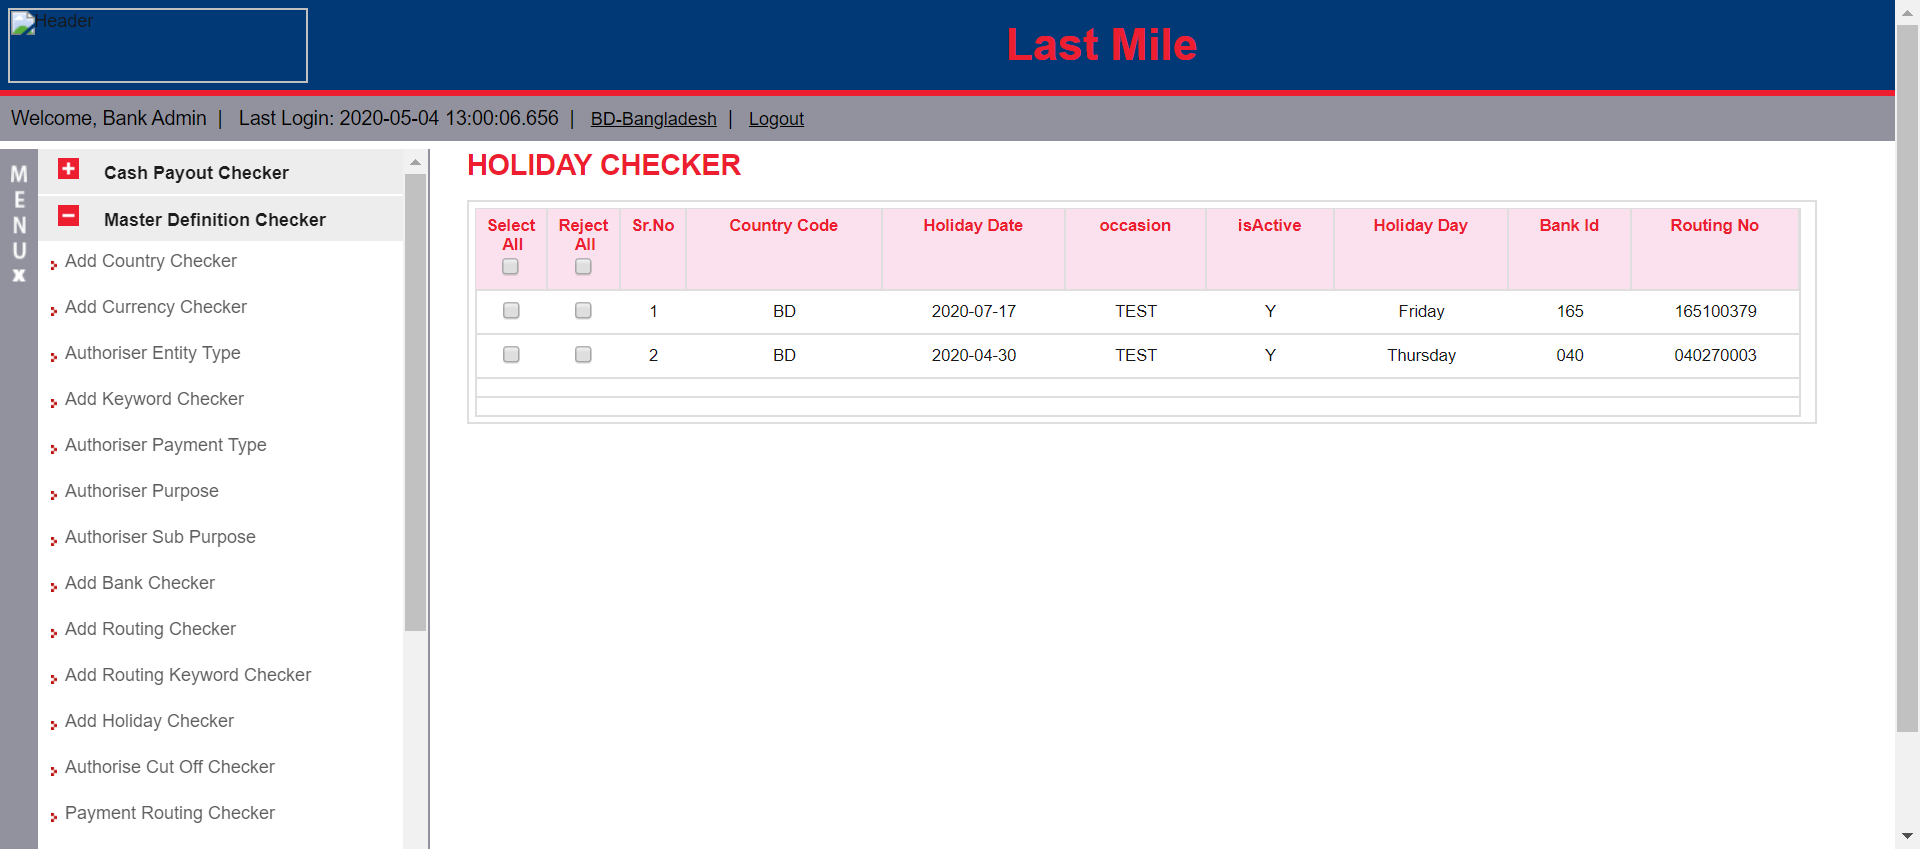 Header
Last Mile
Welcome, Bank Admin | Last Login: 2020-05-04 13:00:06.656 | BD-Bangladesh | Logout
MENU
x
Cash Payout Checker
Master Definition Checker
Add Country Checker
Add Currency Checker
Authoriser Entity Type
Add Keyword Checker
Authoriser Payment Type
Authoriser Purpose
Authoriser Sub Purpose
Add Bank Checker
Add Routing Checker
Add Routing Keyword Checker
Add Holiday Checker
Authorise Cut Off Checker
Payment Routing Checker
HOLIDAY CHECKER
Select All Reject All Sr.No Country Code Holiday Date occasion isActive Holiday Day Bank Id Routing No
1 BD 2020-07-17 TEST Y Friday 165 165100379
2 BD 2020-04-30 TEST Y Thursday 040 040270003